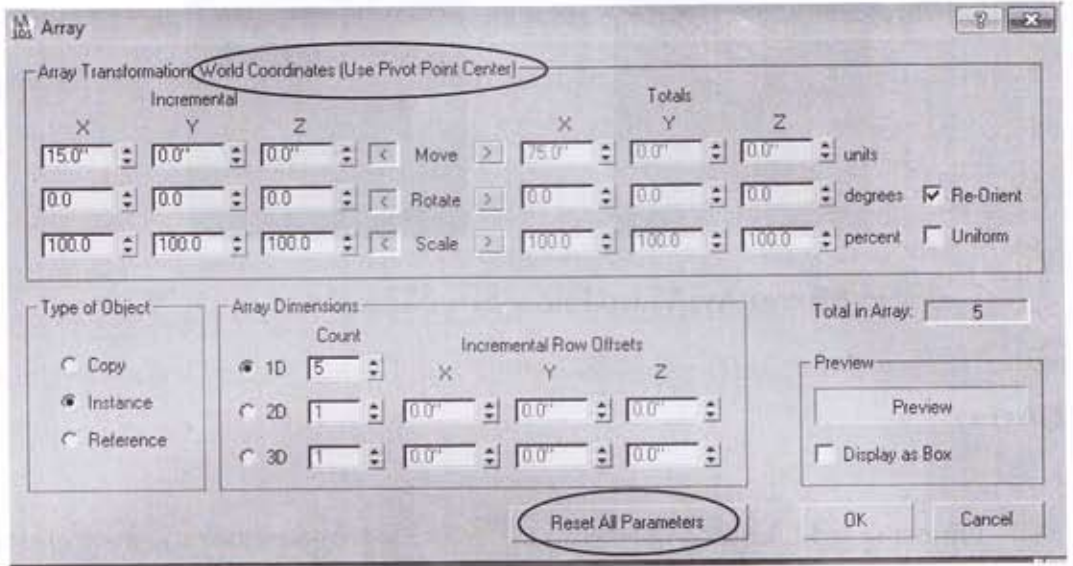 Array
Array Transformation: World Coordinates (Use Pivot Point Center)
Incremental Totals
X Y Z X Y Z
15.0" 0.0" 0.0" < Move > 75.0" 0.0" 0.0" units
0.0 0.0 0.0 < Rotate > 0.0 0.0 0.0 degrees Re-Orient
100.0 100.0 100.0 < Scale > 100.0 100.0 100.0 percent Uniform
Type of Object
Copy
Instance
Reference
Array Dimensions
Count
Incremental Row Offsets
1D 5 X Y Z
2D 1 0.0" 0.0" 0.0"
3D 1 0.0" 0.0" 0.0"
Total in Array: 5
Preview
Preview
Display as Box
Reset All Parameters OK Cancel